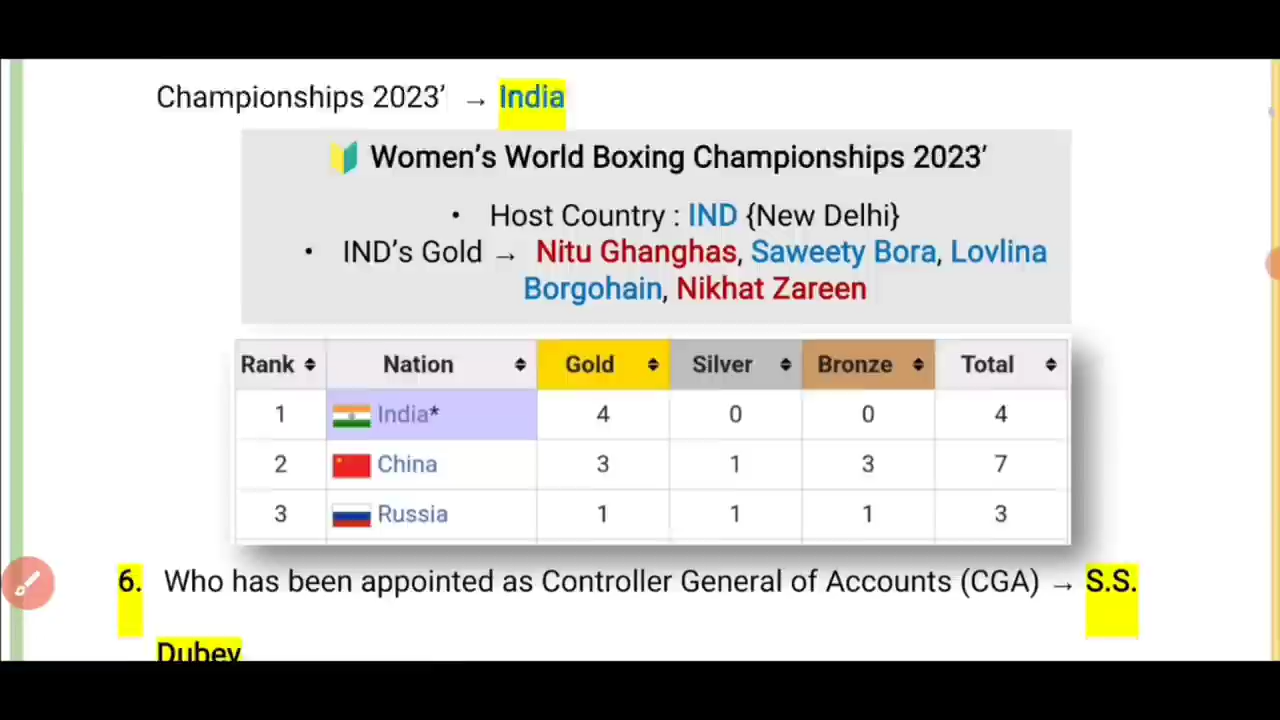 Championships 2023’ → India
Women’s World Boxing Championships 2023’
• Host Country : IND {New Delhi}
• IND’s Gold → Nitu Ghanghas, Saweety Bora, Lovlina
Borgohain, Nikhat Zareen
Rank Nation Gold Silver Bronze Total
1 India* 4 0 0 4
2 China 3 1 3 7
3 Russia 1 1 1 3
6. Who has been appointed as Controller General of Accounts (CGA) → S.S.
Dubey